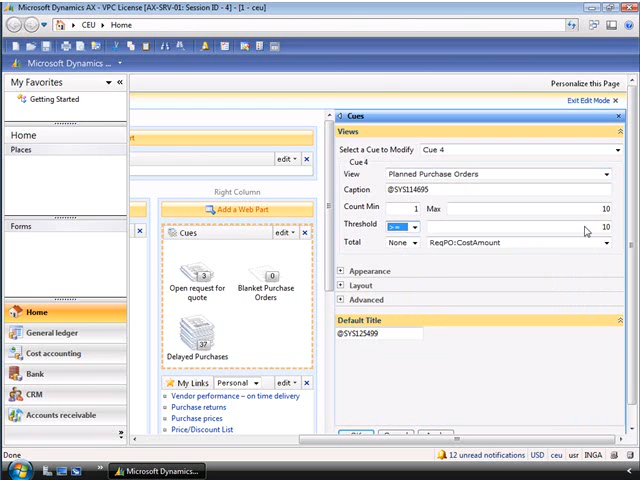 Microsoft Dynamics AX - VPC License [AX-SRV-01: Session ID - 4] - [1 - ceu]
CEU
Home
Microsoft Dynamics ...
My Favorites
Getting Started
Home
Places
Forms
Home
General ledger
Cost accounting
Bank
CRM
Accounts receivable
Personalize this Page
Exit Edit Mode
edit
Right Column
Add a Web Part
Cues
edit
3
0
Open request for quote
Blanket Purchase Orders
37
Delayed Purchases
My Links
Personal
edit
Vendor performance – on time delivery
Purchase returns
Purchase prices
Price/Discount List
Cues
Views
Select a Cue to Modify
Cue 4
Cue 4
View
Planned Purchase Orders
Caption
@SYS114695
Count Min
1
Max
10
Threshold
>=
10
Total
None
ReqPO:CostAmount
Appearance
Layout
Advanced
Default Title
@SYS125499
Done
12 unread notifications
USD
ceu
usr
INGA
Microsoft Dynamics...